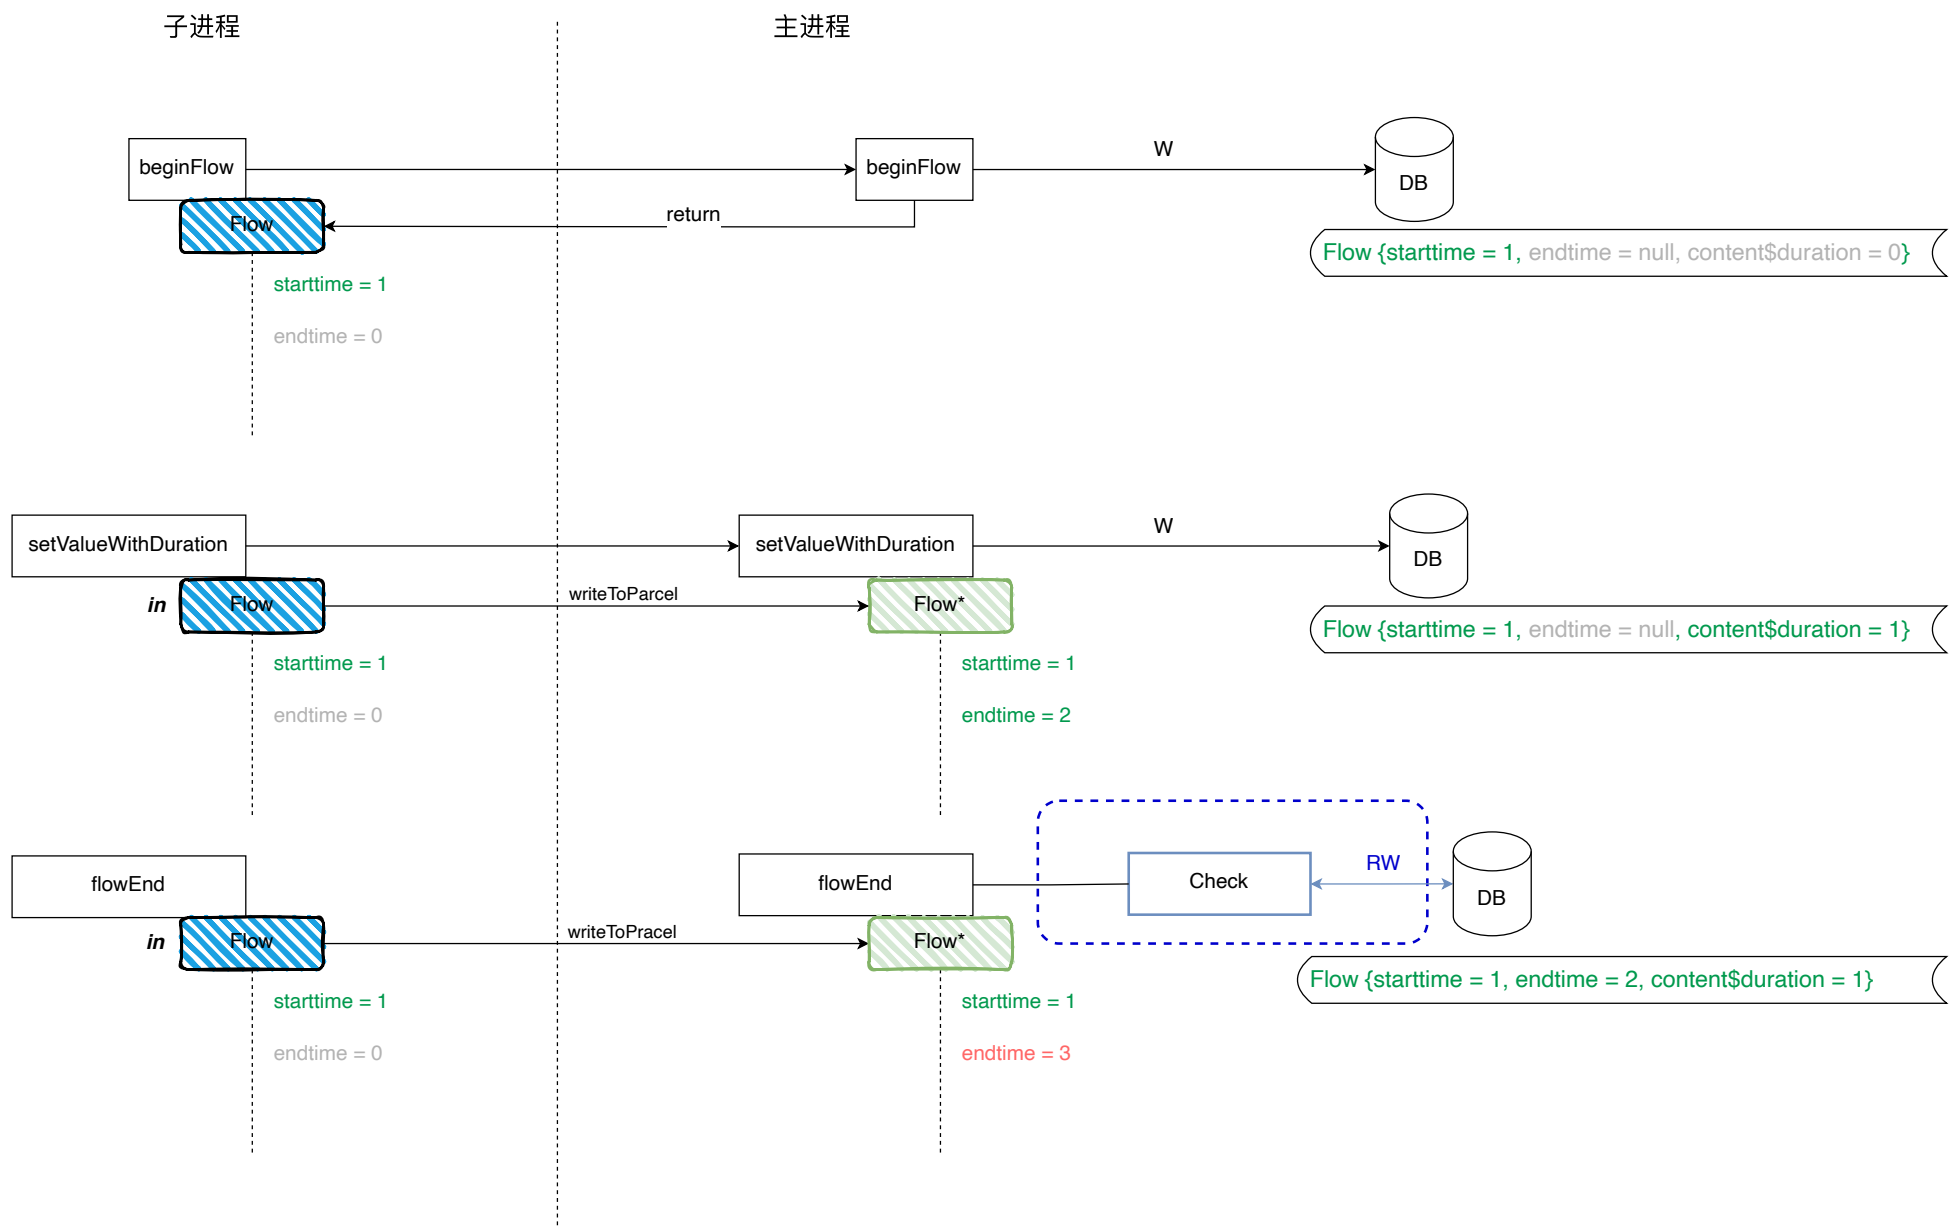 子进程
主进程
beginFlow
beginFlow
W
DB
Flow
return
Flow {starttime = 1, endtime = null, content$duration = 0}
starttime = 1
endtime = 0
setValueWithDuration
setValueWithDuration
W
DB
in
Flow
writeToParcel
Flow*
Flow {starttime = 1, endtime = null, content$duration = 1}
starttime = 1
starttime = 1
endtime = 0
endtime = 2
flowEnd
flowEnd
Check
RW
DB
in
Flow
writeToPracel
Flow*
Flow {starttime = 1, endtime = 2, content$duration = 1}
starttime = 1
starttime = 1
endtime = 0
endtime = 3